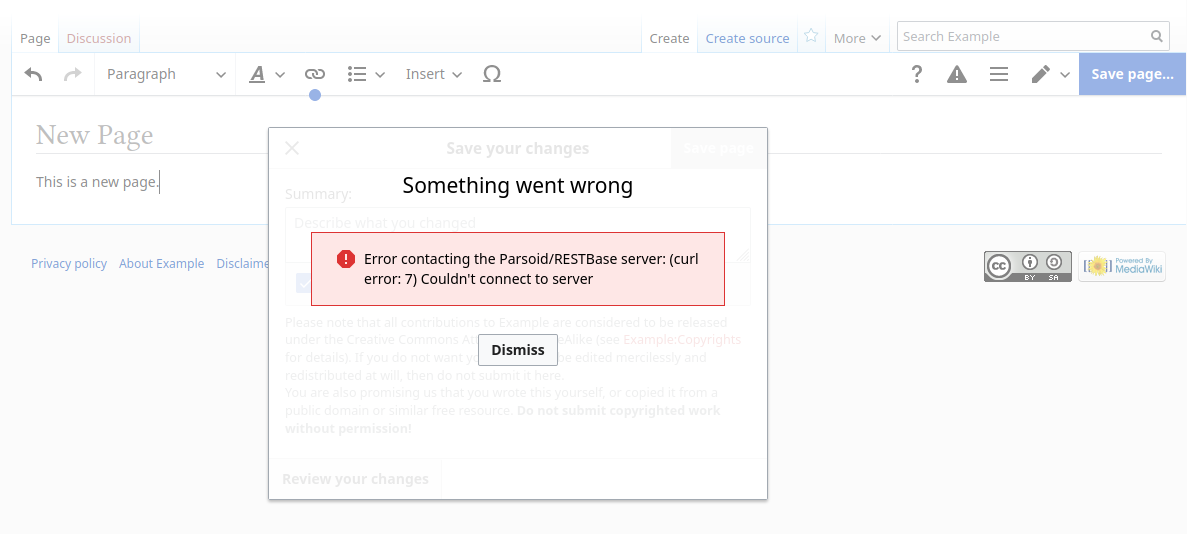 Page Discussion Create Create source More Search Example
Paragraph A Insert Ω ? Save page...
New Page
This is a new page.
Save your changes Save page
Something went wrong
Summary:
Describe what you changed
Error contacting the Parsoid/RESTBase server: (curl
error: 7) Couldn't connect to server
Privacy policy About Example Disclaime
cc BY SA Powered By MediaWiki
Please note that all contributions to Example are considered to be released
under the Creative Commons Att eAlike (see Example:Copyrights
for details). If you do not want yo be edited mercilessly and
Dismiss
redistributed at will, then do not submit it here.
You are also promising us that you wrote this yourself, or copied it from a
public domain or similar free resource. Do not submit copyrighted work
without permission!
Review your changes